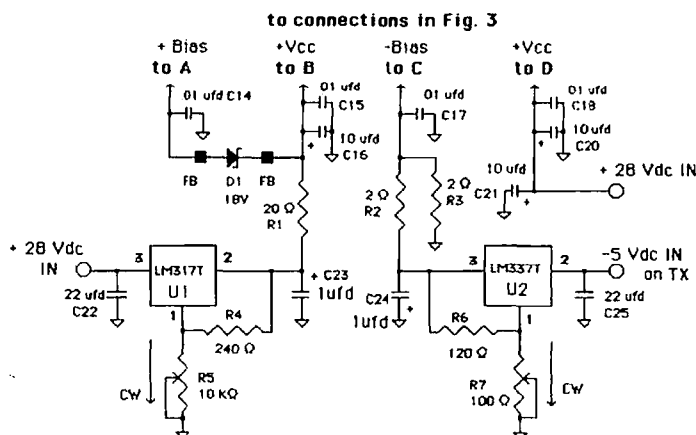 to connections in Fig. 3
+ Bias
to A
+Vcc
to B
-Bias
to C
+Vcc
to D
01 ufd C14
01 ufd
C15
10 ufd
C16
+
01 ufd
C17
01 ufd
C18
10 ufd
C20
+
FB
D1
18V
FB
20 Ω
R1
2 Ω
R2
2 Ω
R3
10 ufd
C21
+
+ 28 Vdc IN
+ 28 Vdc
IN
3
LM317T
U1
2
1
22 ufd
C22
+ C23
1ufd
C24
1ufd
+
3
LM337T
U2
2
1
-5 Vdc IN
on TX
22 ufd
C25
R4
240 Ω
R6
120 Ω
CW
R5
10 KΩ
R7
100 Ω
CW